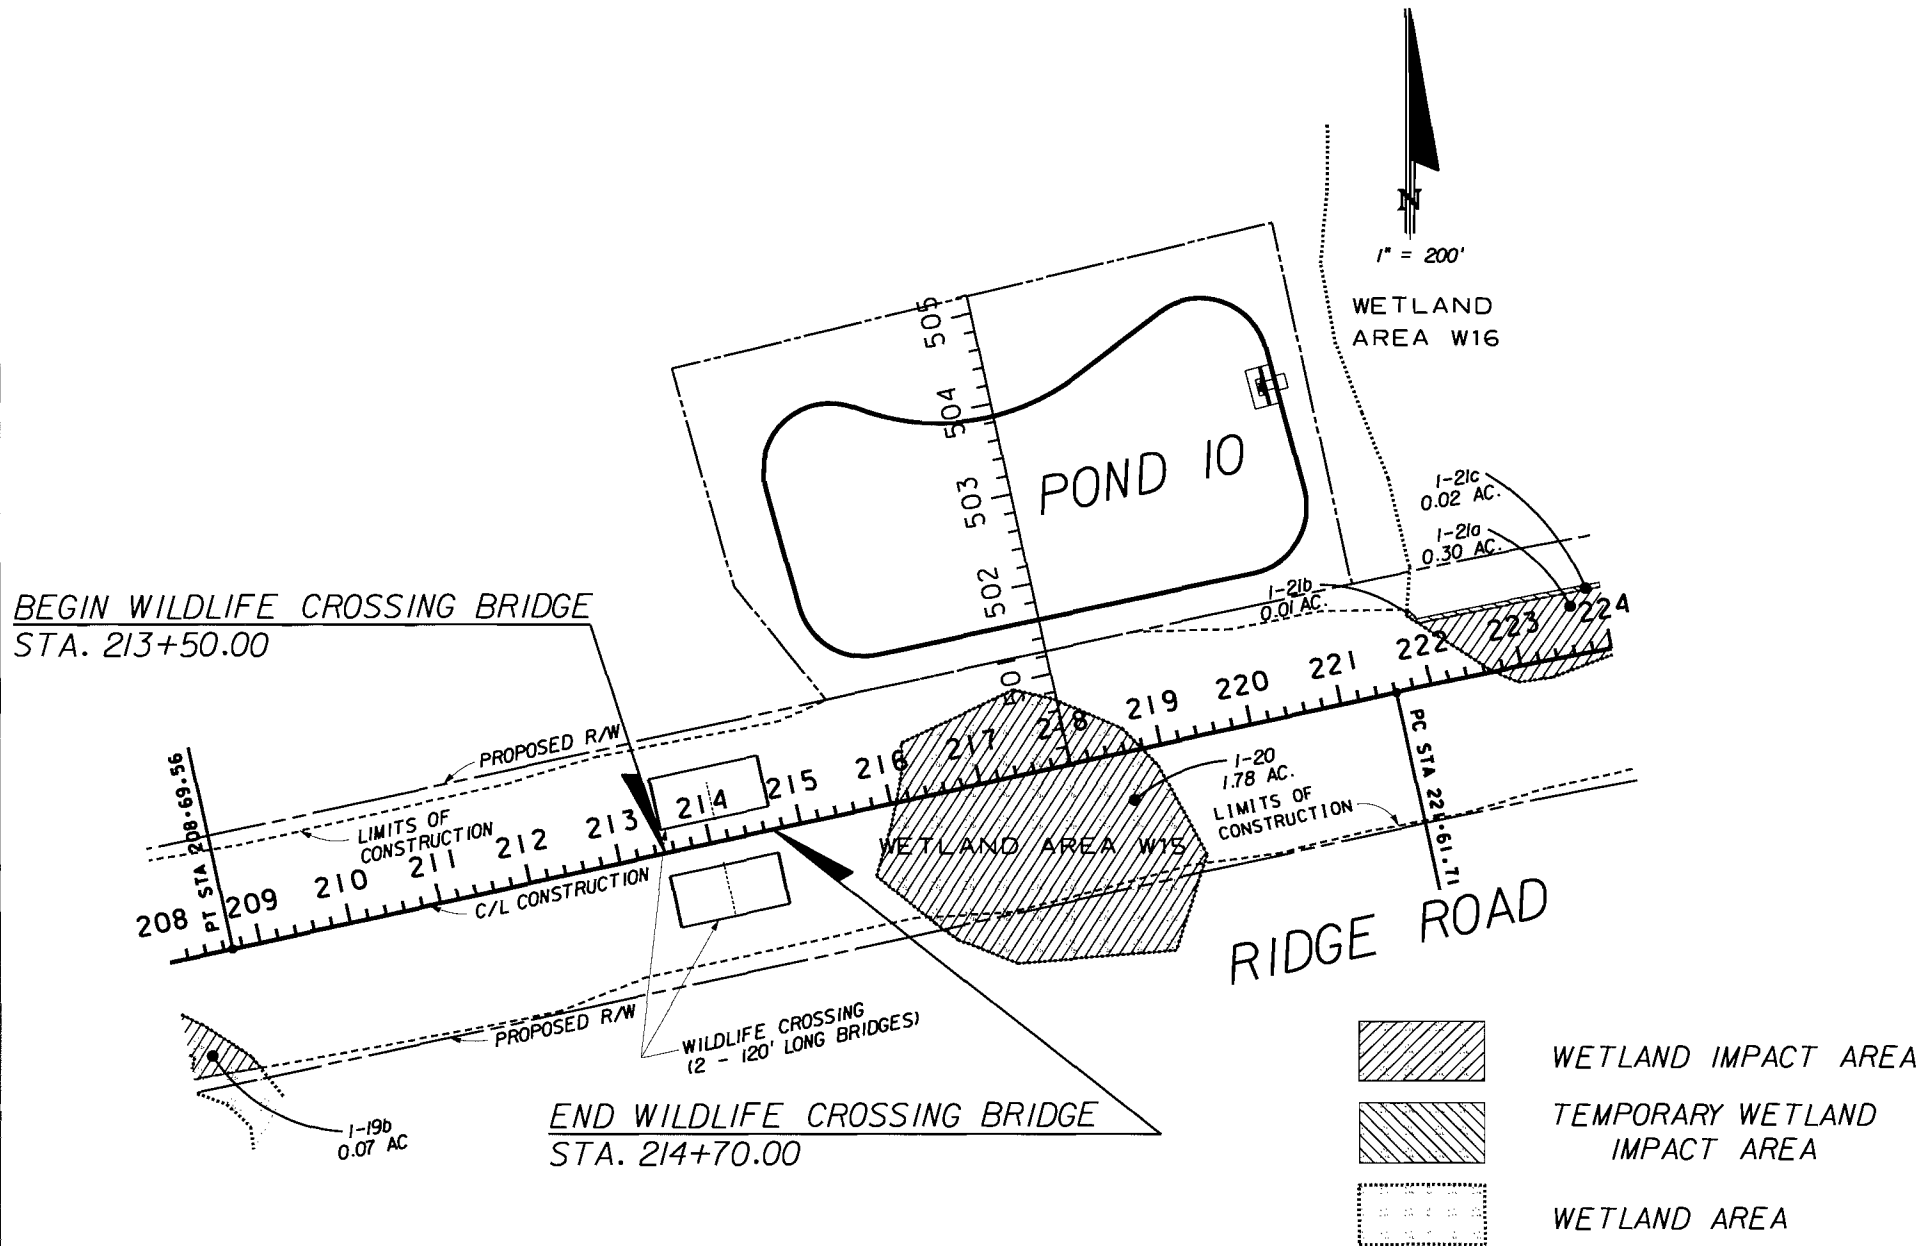 N
1" = 200'
WETLAND
AREA W16
505
504
503
502
501
POND 10
1-21c
0.02 AC.
1-21a
0.30 AC.
1-21b
0.01 AC.
BEGIN WILDLIFE CROSSING BRIDGE
STA. 213+50.00
PROPOSED R/W
LIMITS OF
CONSTRUCTION
PT STA 208+69.56
208 209 210 211 212 213 214 215 216 217 218 219 220 221 222 223 224
C/L CONSTRUCTION
WETLAND AREA W15
1-20
1.78 AC.
LIMITS OF
CONSTRUCTION
PC STA 221+61.71
RIDGE ROAD
PROPOSED R/W
WILDLIFE CROSSING
(2 - 120' LONG BRIDGES)
1-19b
0.07 AC
END WILDLIFE CROSSING BRIDGE
STA. 214+70.00
WETLAND IMPACT AREA
TEMPORARY WETLAND
IMPACT AREA
WETLAND AREA